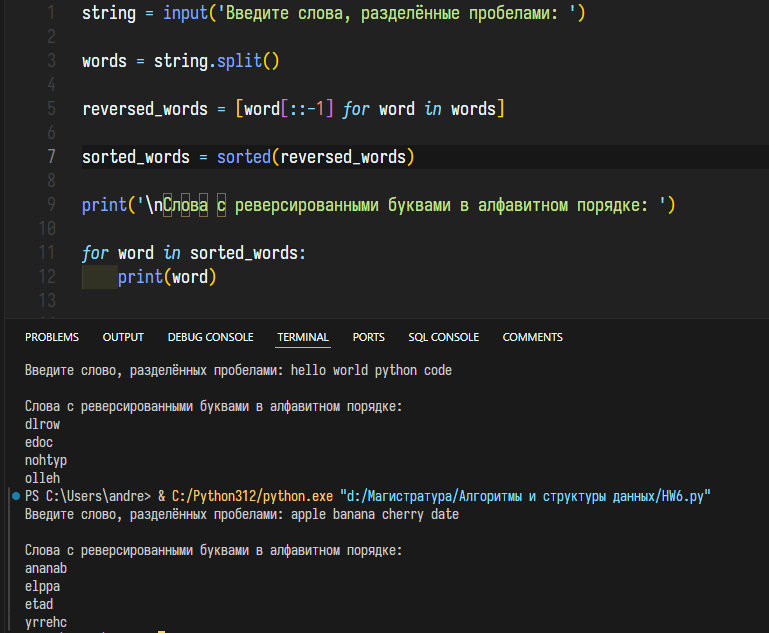 1 string = input('Введите слова, разделённые пробелами: ')
2
3 words = string.split()
4
5 reversed_words = [word[::-1] for word in words]
6
7 sorted_words = sorted(reversed_words)
8
9 print('\nСлова с реверсированными буквами в алфавитном порядке: ')
10
11 for word in sorted_words:
12     print(word)
13
PROBLEMS OUTPUT DEBUG CONSOLE TERMINAL PORTS SQL CONSOLE COMMENTS
Введите слово, разделённых пробелами: hello world python code
Слова с реверсированными буквами в алфавитном порядке:
dlrow
edoc
nohtyp
olleh
PS C:\Users\andre> & C:/Python312/python.exe "d:/Магистратура/Алгоритмы и структуры данных/HW6.py"
Введите слово, разделённых пробелами: apple banana cherry date
Слова с реверсированными буквами в алфавитном порядке:
ananab
elppa
etad
yrrehc